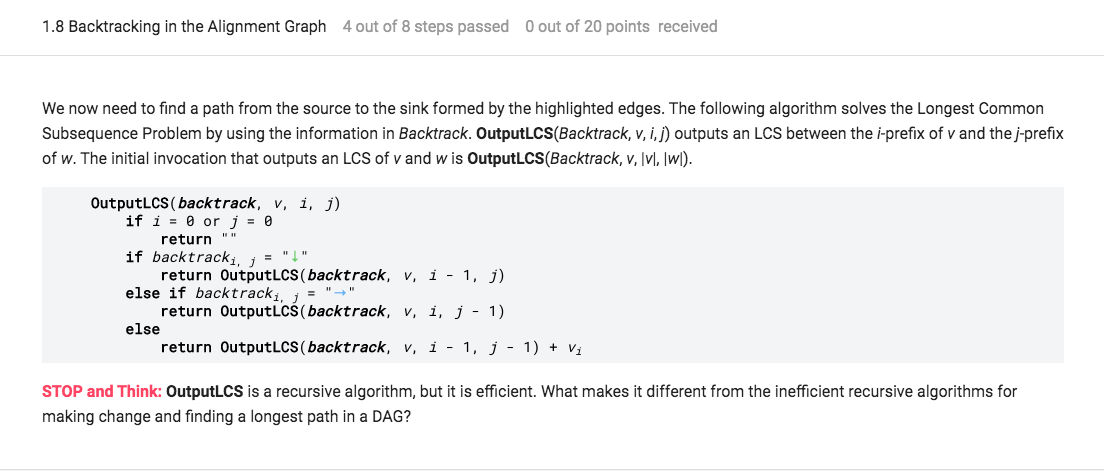 1.8 Backtracking in the Alignment Graph 4 out of 8 steps passed 0 out of 20 points received
We now need to find a path from the source to the sink formed by the highlighted edges. The following algorithm solves the Longest Common
Subsequence Problem by using the information in Backtrack. OutputLCS(Backtrack, v, i, j) outputs an LCS between the i-prefix of v and the j-prefix
of w. The initial invocation that outputs an LCS of v and w is OutputLCS(Backtrack, v, |v|, |w|).
OutputLCS(backtrack, v, i, j)
if i = 0 or j = 0
return ""
if backtrack i, j = "↓"
return OutputLCS(backtrack, v, i - 1, j)
else if backtrack i, j = "→"
return OutputLCS(backtrack, v, i, j - 1)
else
return OutputLCS(backtrack, v, i - 1, j - 1) + vi
STOP and Think: OutputLCS is a recursive algorithm, but it is efficient. What makes it different from the inefficient recursive algorithms for
making change and finding a longest path in a DAG?